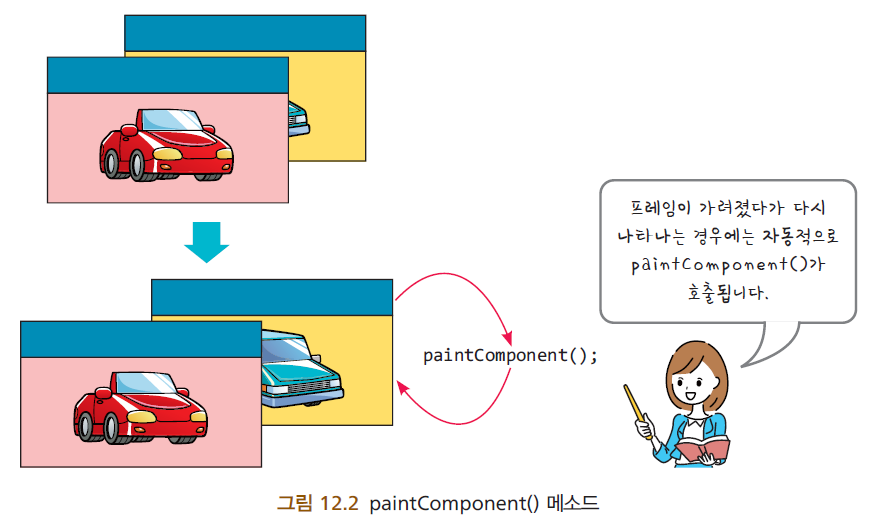 프레임이 가려졌다가 다시
나타나는 경우에는 자동적으로
paintComponent()가
호출됩니다.
paintComponent();
그림 12.2 paintComponent() 메소드